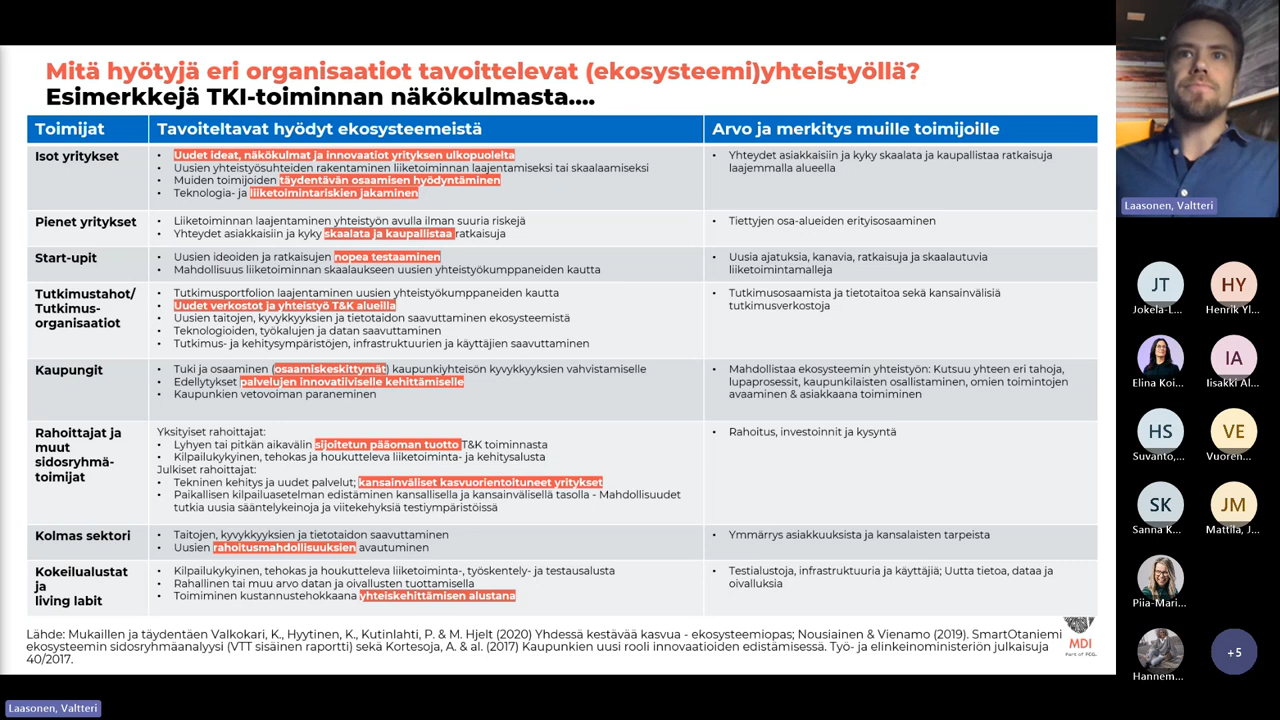 Mitä hyötyjä eri organisaatiot tavoittelevat (ekosysteemi)yhteistyöllä?
Esimerkkejä TKI-toiminnan näkökulmasta....
Toimijat
Tavoiteltavat hyödyt ekosysteemeistä
Arvo ja merkitys muille toimijoille
Isot yritykset
• Uudet ideat, näkökulmat ja innovaatiot yrityksen ulkopuolelta
• Uusien yhteistyösuhteiden rakentaminen liiketoiminnan laajentamiseksi tai skaalaamiseksi
• Muiden toimijoiden täydentävän osaamisen hyödyntäminen
• Teknologia- ja liiketoimintariskien jakaminen
• Yhteydet asiakkaisiin ja kyky skaalata ja kaupallistaa ratkaisuja
laajemmalla alueella
Pienet yritykset
• Liiketoiminnan laajentaminen yhteistyön avulla ilman suuria riskejä
• Yhteydet asiakkaisiin ja kyky skaalata ja kaupallistaa ratkaisuja
• Tiettyjen osa-alueiden erityisosaaminen
Start-upit
• Uusien ideoiden ja ratkaisujen nopea testaaminen
• Mahdollisuus liiketoiminnan skaalaukseen uusien yhteistyökumppaneiden kautta
• Uusia ajatuksia, kanavia, ratkaisuja ja skaalautuvia
liiketoimintamalleja
Tutkimustahot/
Tutkimus-
organisaatiot
• Tutkimusportfolion laajentaminen uusien yhteistyökumppaneiden kautta
• Uudet verkostot ja yhteistyö T&K alueilla
• Uusien taitojen, kyvykkyyksien ja tietotaidon saavuttaminen ekosysteemistä
• Teknologioiden, työkalujen ja datan saavuttaminen
• Tutkimus- ja kehitysympäristöjen, infrastruktuurien ja käyttäjien saavuttaminen
• Tutkimusosaamista ja tietotaitoa sekä kansainvälisiä
tutkimusverkostoja
Kaupungit
• Tuki ja osaaminen (osaamiskeskittymät) kaupunkiyhteisön kyvykkyyksien vahvistamiselle
• Edellytykset palvelujen innovatiiviselle kehittämiselle
• Kaupunkien vetovoiman paraneminen
• Mahdollistaa ekosysteemin yhteistyön: Kutsuu yhteen eri tahoja,
lupaprosessit, kaupunkilaisten osallistaminen, omien toimintojen
avaaminen & asiakkaana toimiminen
Rahoittajat ja
muut
sidosryhmä-
toimijat
Yksityiset rahoittajat:
• Lyhyen tai pitkän aikavälin sijoitetun pääoman tuotto T&K toiminnasta
• Kilpailukykyinen, tehokas ja houkutteleva liiketoiminta- ja kehitysalusta
Julkiset rahoittajat:
• Tekninen kehitys ja uudet palvelut; kansainväliset kasvuorientoituneet yritykset
• Paikallisen kilpailuasetelman edistäminen kansallisella ja kansainvälisellä tasolla - Mahdollisuudet
tutkia uusia sääntelykeinoja ja viitekehyksiä testiympäristöissä
• Rahoitus, investoinnit ja kysyntä
Kolmas sektori
• Taitojen, kyvykkyyksien ja tietotaidon saavuttaminen
• Uusien rahoitusmahdollisuuksien avautuminen
• Ymmärrys asiakkuuksista ja kansalaisten tarpeista
Kokeilualustat
ja
living labit
• Kilpailukykyinen, tehokas ja houkutteleva liiketoiminta-, työskentely- ja testausalusta
• Rahallinen tai muu arvo datan ja oivallusten tuottamisella
• Toimiminen kustannustehokkaana yhteiskehittämisen alustana
• Testialustoja, infrastruktuuria ja käyttäjiä; Uutta tietoa, dataa ja
oivalluksia
Lähde: Mukaillen ja täydentäen Valkokari, K., Hyytinen, K., Kutinlahti, P. & M. Hjelt (2020) Yhdessä kestävää kasvua - ekosysteemiopas; Nousiainen & Vienamo (2019). SmartOtaniemi
ekosysteemin sidosryhmäanalyysi (VTT sisäinen raportti) sekä Kortesoja, A. & al. (2017) Kaupunkien uusi rooli innovaatioiden edistämisessä. Työ- ja elinkeinoministeriön julkaisuja
40/2017.
MDI
Part of FCG.
Laasonen, Valtteri
Laasonen, Valtteri
JT
Jokela-L...
HY
Henrik Yl...
Elina Koi...
IA
Iisakki Al...
HS
Suvanto,...
VE
Vuoren...
SK
Sanna K...
JM
Mattila, J...
Piia-Mari...
Hannem...
+5